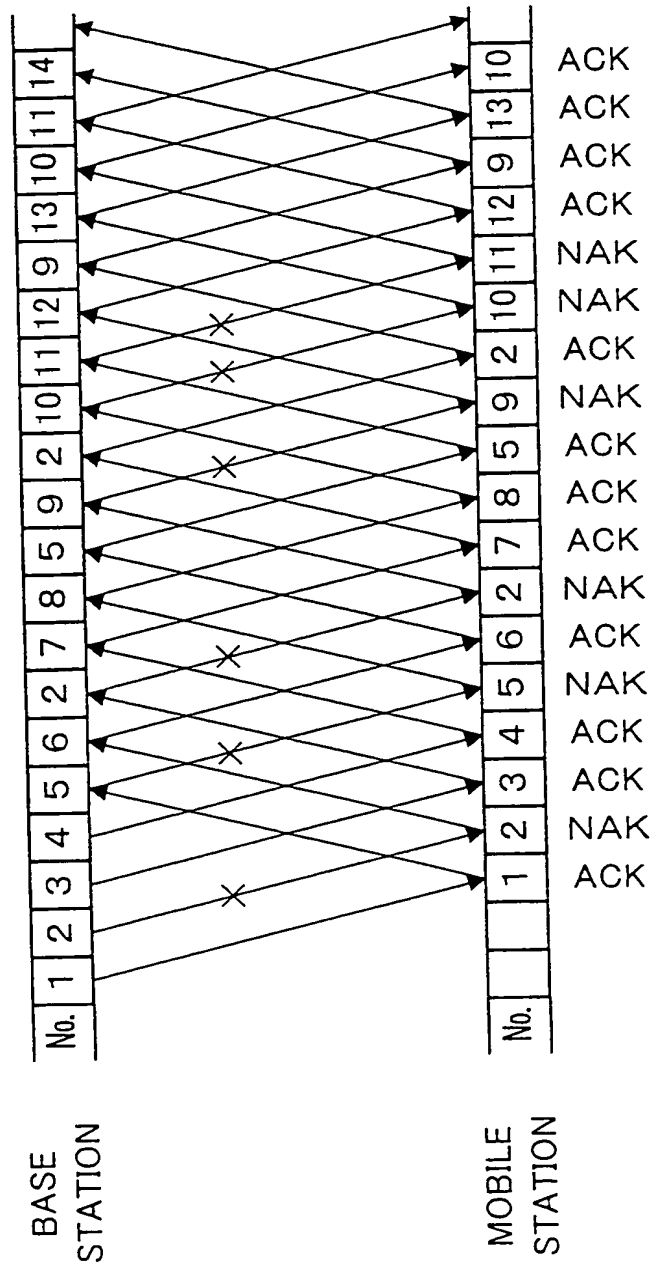 BASE
STATION
No. 1 2 3 4 5 6 2 7 8 5 9 2 10 11 12 9 13 10 11 14
MOBILE
STATION
No. 1 2 3 4 5 6 2 7 8 5 9 2 10 11 12 9 13 10
ACK
ACK
ACK
ACK
NAK
NAK
ACK
NAK
ACK
ACK
ACK
NAK
ACK
NAK
ACK
ACK
NAK
ACK